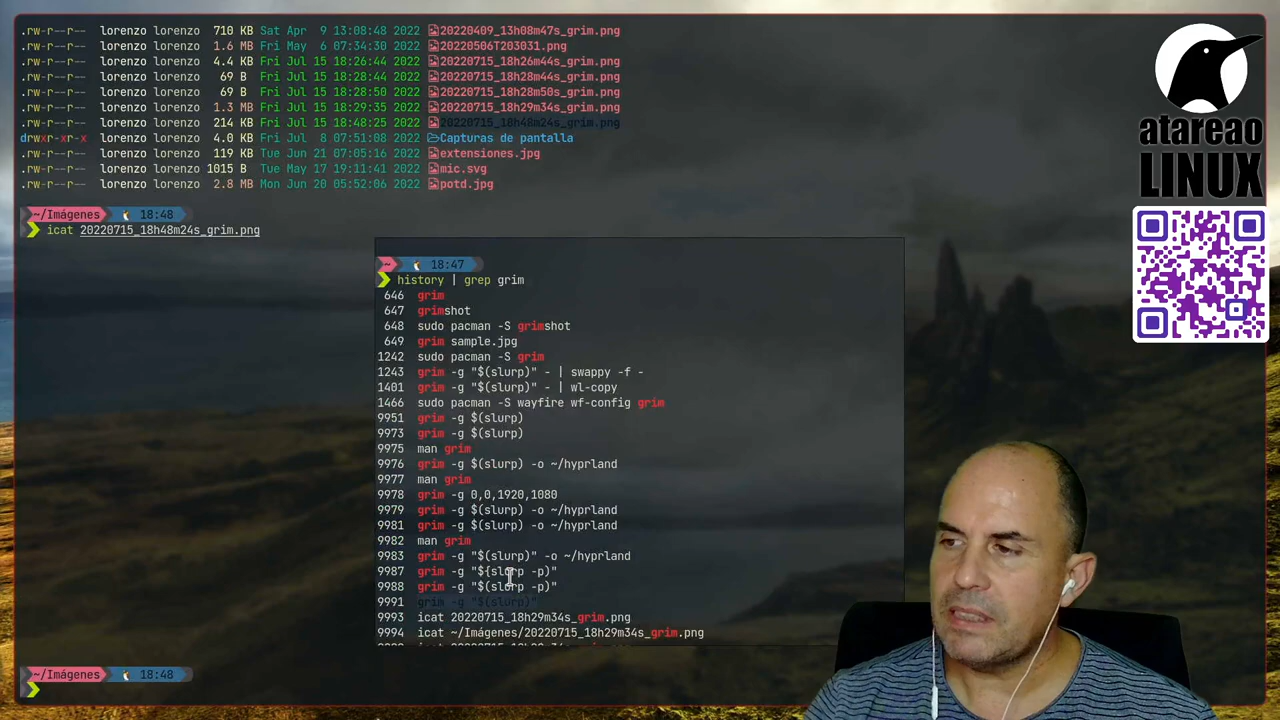 .rw-r--r-- lorenzo lorenzo 710 KB Sat Apr 9 13:08:48 2022 20220409_13h08m47s_grim.png
.rw-r--r-- lorenzo lorenzo 1.6 MB Fri May 6 07:34:30 2022 20220506T203031.png
.rw-r--r-- lorenzo lorenzo 4.4 KB Fri Jul 15 18:26:44 2022 20220715_18h26m44s_grim.png
.rw-r--r-- lorenzo lorenzo 69 B Fri Jul 15 18:28:44 2022 20220715_18h28m44s_grim.png
.rw-r--r-- lorenzo lorenzo 69 B Fri Jul 15 18:28:50 2022 20220715_18h28m50s_grim.png
.rw-r--r-- lorenzo lorenzo 1.3 MB Fri Jul 15 18:29:35 2022 20220715_18h29m34s_grim.png
.rw-r--r-- lorenzo lorenzo 214 KB Fri Jul 15 18:48:25 2022 20220715_18h48m24s_grim.png
drwxr-xr-x lorenzo lorenzo 4.0 KB Fri Jul 8 07:51:08 2022 Capturas de pantalla
.rw-r--r-- lorenzo lorenzo 119 KB Tue Jun 21 07:05:16 2022 extensiones.jpg
.rw-r--r-- lorenzo lorenzo 1015 B Tue May 17 19:11:41 2022 mic.svg
.rw-r--r-- lorenzo lorenzo 2.8 MB Mon Jun 20 05:52:06 2022 potd.jpg
~/Imágenes 18:48
icat 20220715_18h48m24s_grim.png
~ 18:47
history | grep grim
646 grim
647 grimshot
648 sudo pacman -S grimshot
649 grim sample.jpg
1242 sudo pacman -S grim
1243 grim -g "$(slurp)" - | swappy -f -
1401 grim -g "$(slurp)" - | wl-copy
1466 sudo pacman -S wayfire wf-config grim
9951 grim -g $(slurp)
9973 grim -g $(slurp)
9975 man grim
9976 grim -g $(slurp) -o ~/hyprland
9977 man grim
9978 grim -g 0,0,1920,1080
9979 grim -g $(slurp) -o ~/hyprland
9981 grim -g $(slurp) -o ~/hyprland
9982 man grim
9983 grim -g "$(slurp)" -o ~/hyprland
9987 grim -g "${slurp -p)"
9988 grim -g "$(slurp -p)"
9991 grim -g "$(slurp)"
9993 icat 20220715_18h29m34s_grim.png
9994 icat ~/Imágenes/20220715_18h29m34s_grim.png
~/Imágenes 18:48
atareao
LINUX